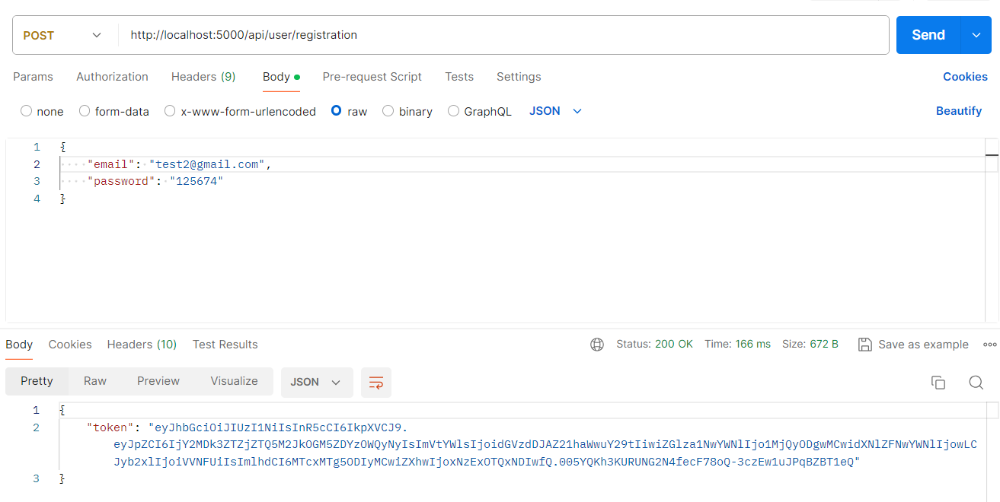 POST http://localhost:5000/api/user/registration Send
Params Authorization Headers (9) Body Pre-request Script Tests Settings Cookies
none form-data x-www-form-urlencoded raw binary GraphQL JSON Beautify
1 {
2 "email": "test2@gmail.com",
3 "password": "125674"
4 }
Body Cookies Headers (10) Test Results Status: 200 OK Time: 166 ms Size: 672 B Save as example
Pretty Raw Preview Visualize JSON
1 {
2 "token": "eyJhbGciOiJIUzI1NiIsInR5cCI6IkpXVCJ9.
eyJpZCI6IjY2MDk3ZTZjZTQ5M2JkOGM5ZDYzOWQyNyIsImVtYWlsIjoidGVzdDJAZ21haWwuY29tIiwiZGlza1NwYWNlIjo1MjQyODgwMCwidXNlZFNwYWNlIjowLC
Jyb2xlIjoiVVNFUiIsImlhdCI6MTcxMTg5ODIyMCwiZXhwIjoxNzExOTQxNDIwfQ.005YQKh3KURUNG2N4fecF78oQ-3czEw1uJPqBZBT1eQ"
3 }